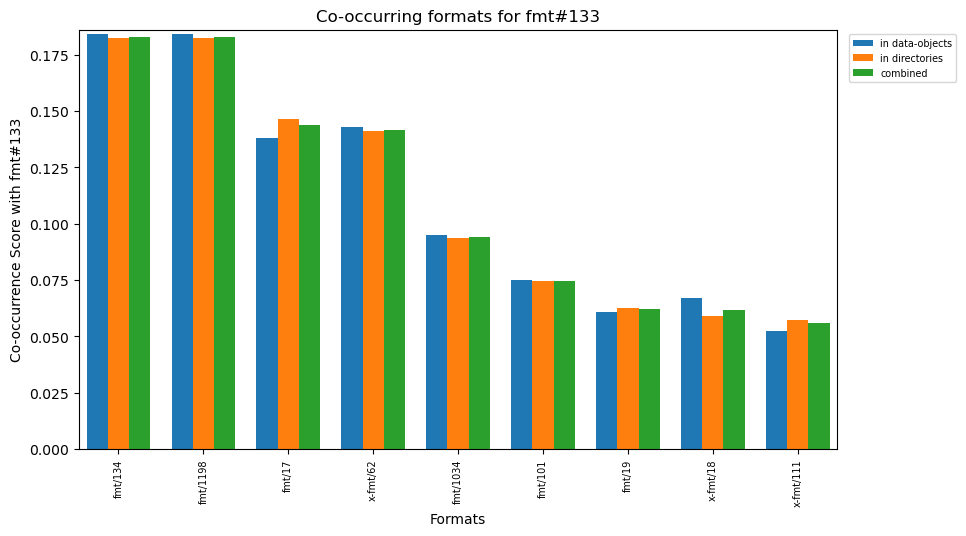 Co-occurring formats for fmt#133
Co-occurrence Score with fmt#133
0.175
0.150
0.125
0.100
0.075
0.050
0.025
0.000
in data-objects
in directories
combined
fmt/134
fmt/1198
fmt/17
x-fmt/62
fmt/1034
fmt/101
fmt/19
x-fmt/18
x-fmt/111
Formats